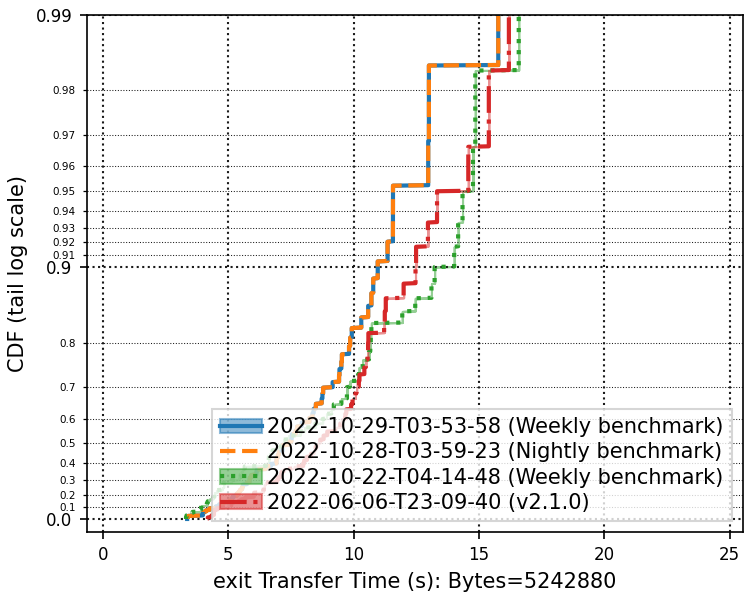 0.99
0.98
0.97
0.96
0.95
0.94
0.93
0.92
0.91
0.9
0.8
0.7
0.6
0.5
0.4
0.3
0.2
0.1
0.0
CDF (tail log scale)
2022-10-29-T03-53-58 (Weekly benchmark)
2022-10-28-T03-59-23 (Nightly benchmark)
2022-10-22-T04-14-48 (Weekly benchmark)
2022-06-06-T23-09-40 (v2.1.0)
0 5 10 15 20 25
exit Transfer Time (s): Bytes=5242880